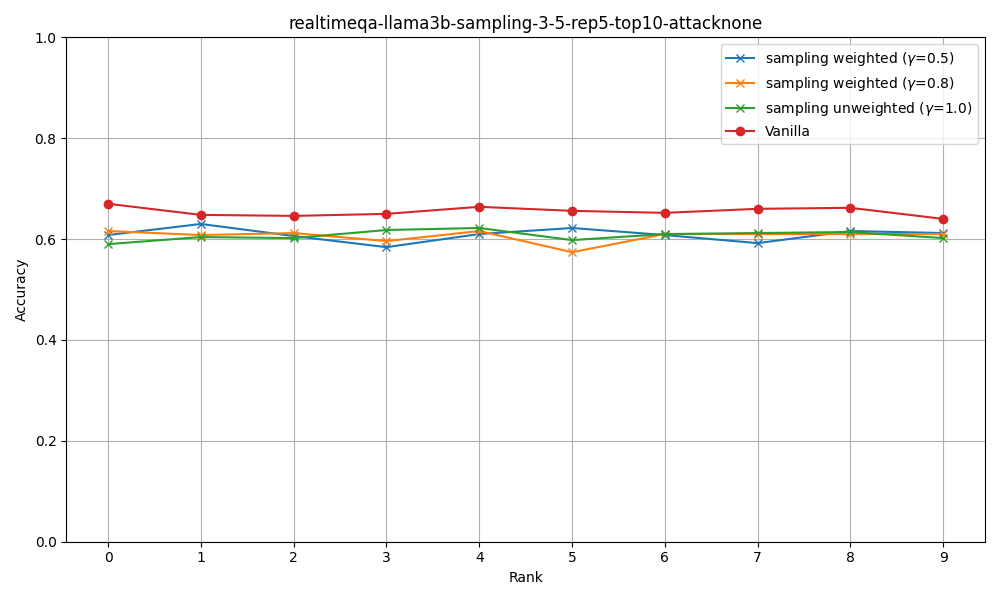 realtimeqa-llama3b-sampling-3-5-rep5-top10-attacknone
sampling weighted (γ=0.5)
sampling weighted (γ=0.8)
sampling unweighted (γ=1.0)
Vanilla
Accuracy
1.0
0.8
0.6
0.4
0.2
0.0
0 1 2 3 4 5 6 7 8 9
Rank